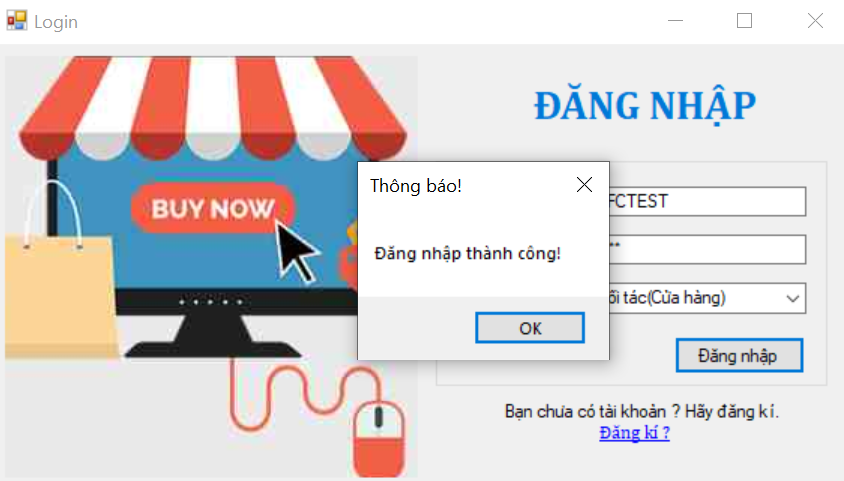 Login
ĐĂNG NHẬP
BUY NOW
Thông báo!
Đăng nhập thành công!
OK
FCTEST
**
tác(Cửa hàng)
Đăng nhập
Bạn chưa có tài khoản ? Hãy đăng kí.
Đăng kí ?